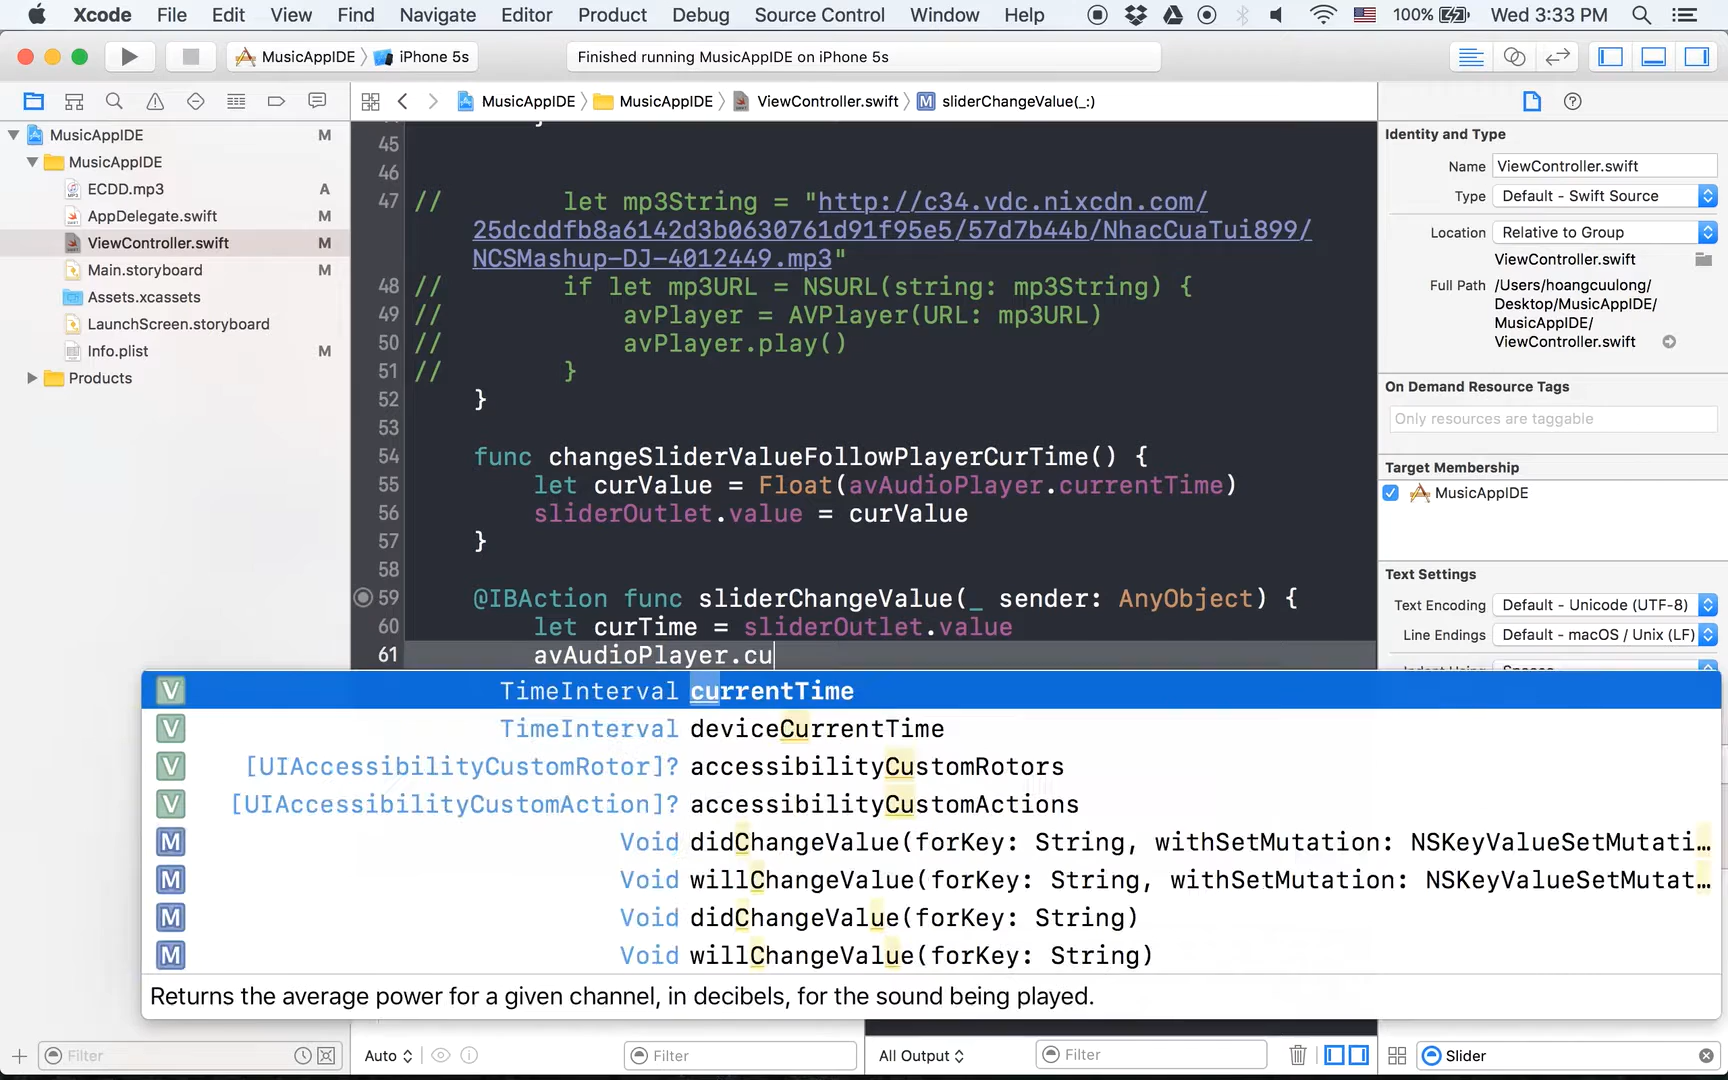 Xcode File Edit View Find Navigate Editor Product Debug Source Control Window Help 100% Wed 3:33 PM
MusicAppIDE iPhone 5s Finished running MusicAppIDE on iPhone 5s
MusicAppIDE MusicAppIDE ViewController.swift M sliderChangeValue(_:)
MusicAppIDE M
MusicAppIDE
ECDD.mp3 A
AppDelegate.swift M
ViewController.swift M
Main.storyboard M
Assets.xcassets
LaunchScreen.storyboard
Info.plist M
Products
45
46
47 // let mp3String = "http://c34.vdc.nixcdn.com/
25dcddfb8a6142d3b0630761d91f95e5/57d7b44b/NhacCuaTui899/
NCSMashup-DJ-4012449.mp3"
48 // if let mp3URL = NSURL(string: mp3String) {
49 // avPlayer = AVPlayer(URL: mp3URL)
50 // avPlayer.play()
51 // }
52 }
53
54 func changeSliderValueFollowPlayerCurTime() {
55 let curValue = Float(avAudioPlayer.currentTime)
56 sliderOutlet.value = curValue
57 }
58
59 @IBAction func sliderChangeValue(_ sender: AnyObject) {
60 let curTime = sliderOutlet.value
61 avAudioPlayer.cu
V TimeInterval currentTime
V TimeInterval deviceCurrentTime
V [UIAccessibilityCustomRotor]? accessibilityCustomRotors
V [UIAccessibilityCustomAction]? accessibilityCustomActions
M Void didChangeValue(forKey: String, withSetMutation: NSKeyValueSetMutati…
M Void willChangeValue(forKey: String, withSetMutation: NSKeyValueSetMutat…
M Void didChangeValue(forKey: String)
M Void willChangeValue(forKey: String)
Returns the average power for a given channel, in decibels, for the sound being played.
Identity and Type
Name ViewController.swift
Type Default - Swift Source
Location Relative to Group
ViewController.swift
Full Path /Users/hoangcuulong/
Desktop/MusicAppIDE/
MusicAppIDE/
ViewController.swift
On Demand Resource Tags
Only resources are taggable
Target Membership
MusicAppIDE
Text Settings
Text Encoding Default - Unicode (UTF-8)
Line Endings Default - macOS / Unix (LF)
Filter Auto Filter All Output Filter Slider